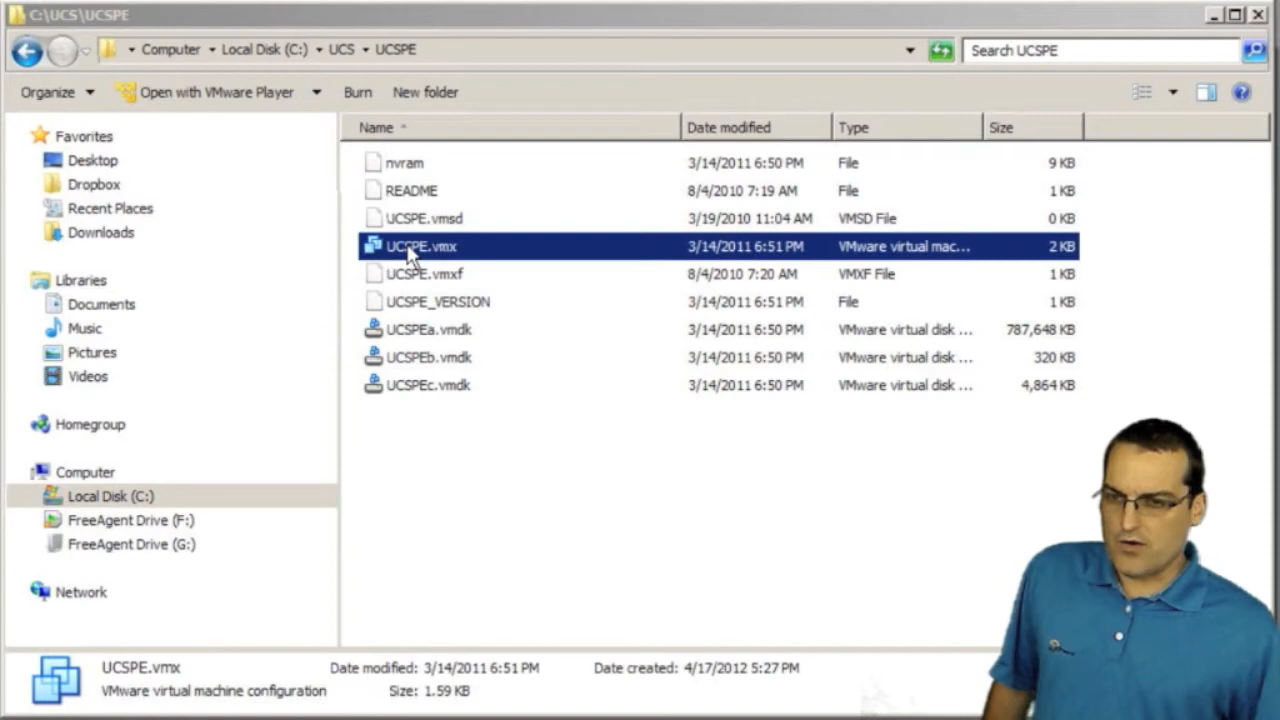 C:\UCS\UCSPE
Computer Local Disk (C:) UCS UCSPE
Search UCSPE
Organize Open with VMware Player Burn New folder
Name Date modified Type Size
Favorites
Desktop
Dropbox
Recent Places
Downloads
Libraries
Documents
Music
Pictures
Videos
Homegroup
Computer
Local Disk (C:)
FreeAgent Drive (F:)
FreeAgent Drive (G:)
Network
nvram 3/14/2011 6:50 PM File 9 KB
README 8/4/2010 7:19 AM File 1 KB
UCSPE.vmsd 3/19/2010 11:04 AM VMSD File 0 KB
UCSPE.vmx 3/14/2011 6:51 PM VMware virtual mac... 2 KB
UCSPE.vmxf 8/4/2010 7:20 AM VMXF File 1 KB
UCSPE_VERSION 3/14/2011 6:51 PM File 1 KB
UCSPEa.vmdk 3/14/2011 6:50 PM VMware virtual disk ... 787,648 KB
UCSPEb.vmdk 3/14/2011 6:50 PM VMware virtual disk ... 320 KB
UCSPEc.vmdk 3/14/2011 6:50 PM VMware virtual disk ... 4,864 KB
UCSPE.vmx Date modified: 3/14/2011 6:51 PM Date created: 4/17/2012 5:27 PM
VMware virtual machine configuration Size: 1.59 KB